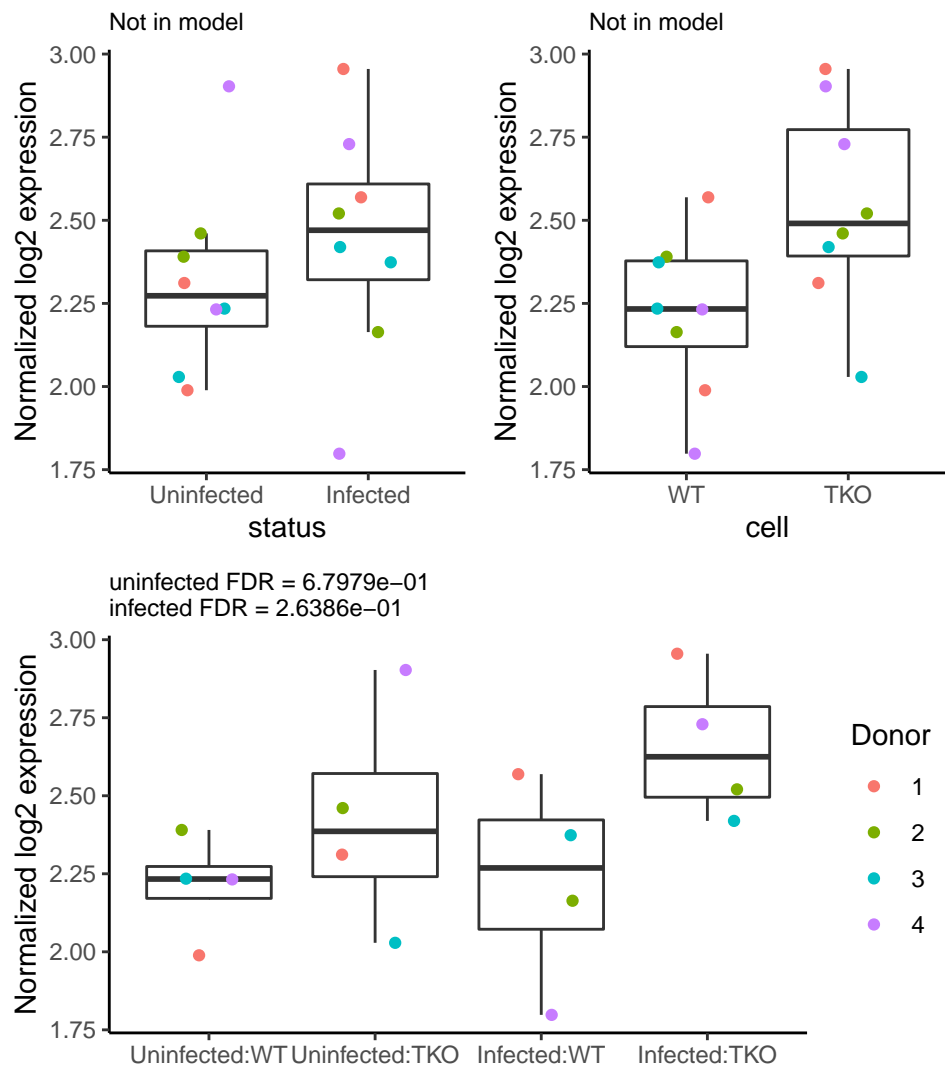 Not in model
Normalized log2 expression
3.00
2.75
2.50
2.25
2.00
1.75
Uninfected Infected
status
Not in model
Normalized log2 expression
3.00
2.75
2.50
2.25
2.00
1.75
WT TKO
cell
uninfected FDR = 6.7979e−01
infected FDR = 2.6386e−01
Normalized log2 expression
3.00
2.75
2.50
2.25
2.00
1.75
Uninfected:WT Uninfected:TKO Infected:WT Infected:TKO
Donor
1
2
3
4